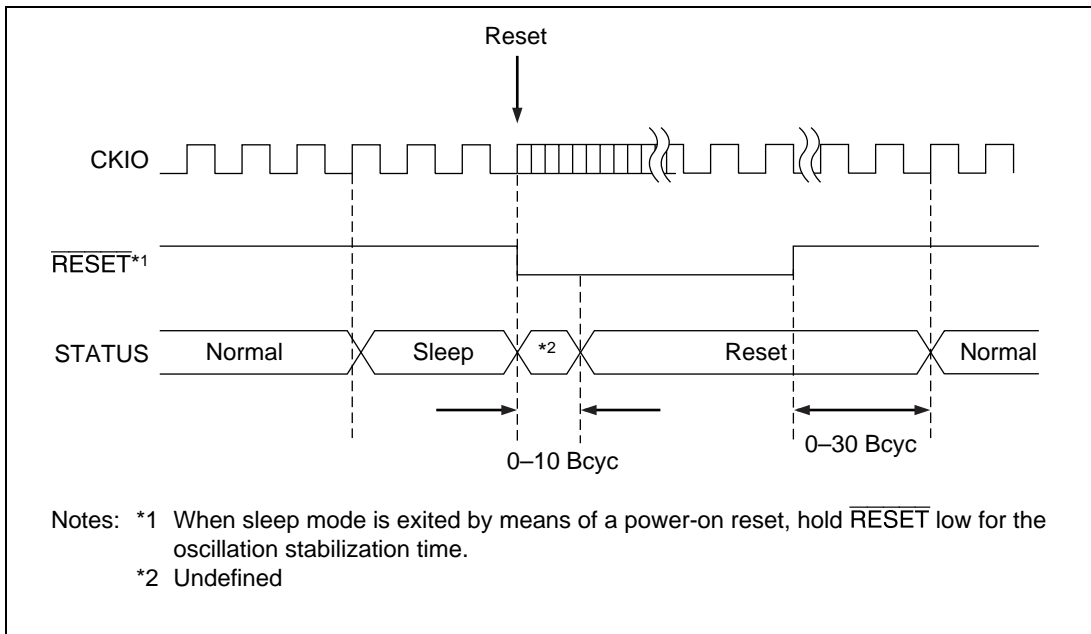 Reset
CKIO
RESET*1
STATUS Normal Sleep *2 Reset Normal
0–10 Bcyc
0–30 Bcyc
Notes: *1 When sleep mode is exited by means of a power-on reset, hold RESET low for the
oscillation stabilization time.
*2 Undefined